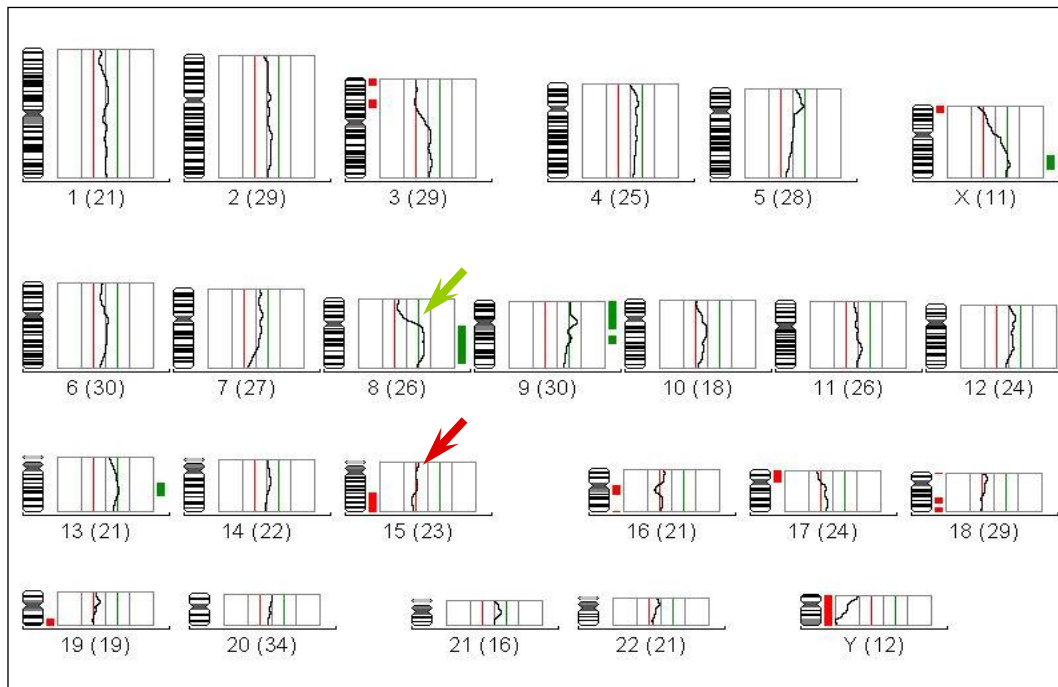 1 (21) 2 (29) 3 (29) 4 (25) 5 (28) X (11)
6 (30) 7 (27) 8 (26) 9 (30) 10 (18) 11 (26) 12 (24)
13 (21) 14 (22) 15 (23) 16 (21) 17 (24) 18 (29)
19 (19) 20 (34) 21 (16) 22 (21) Y (12)